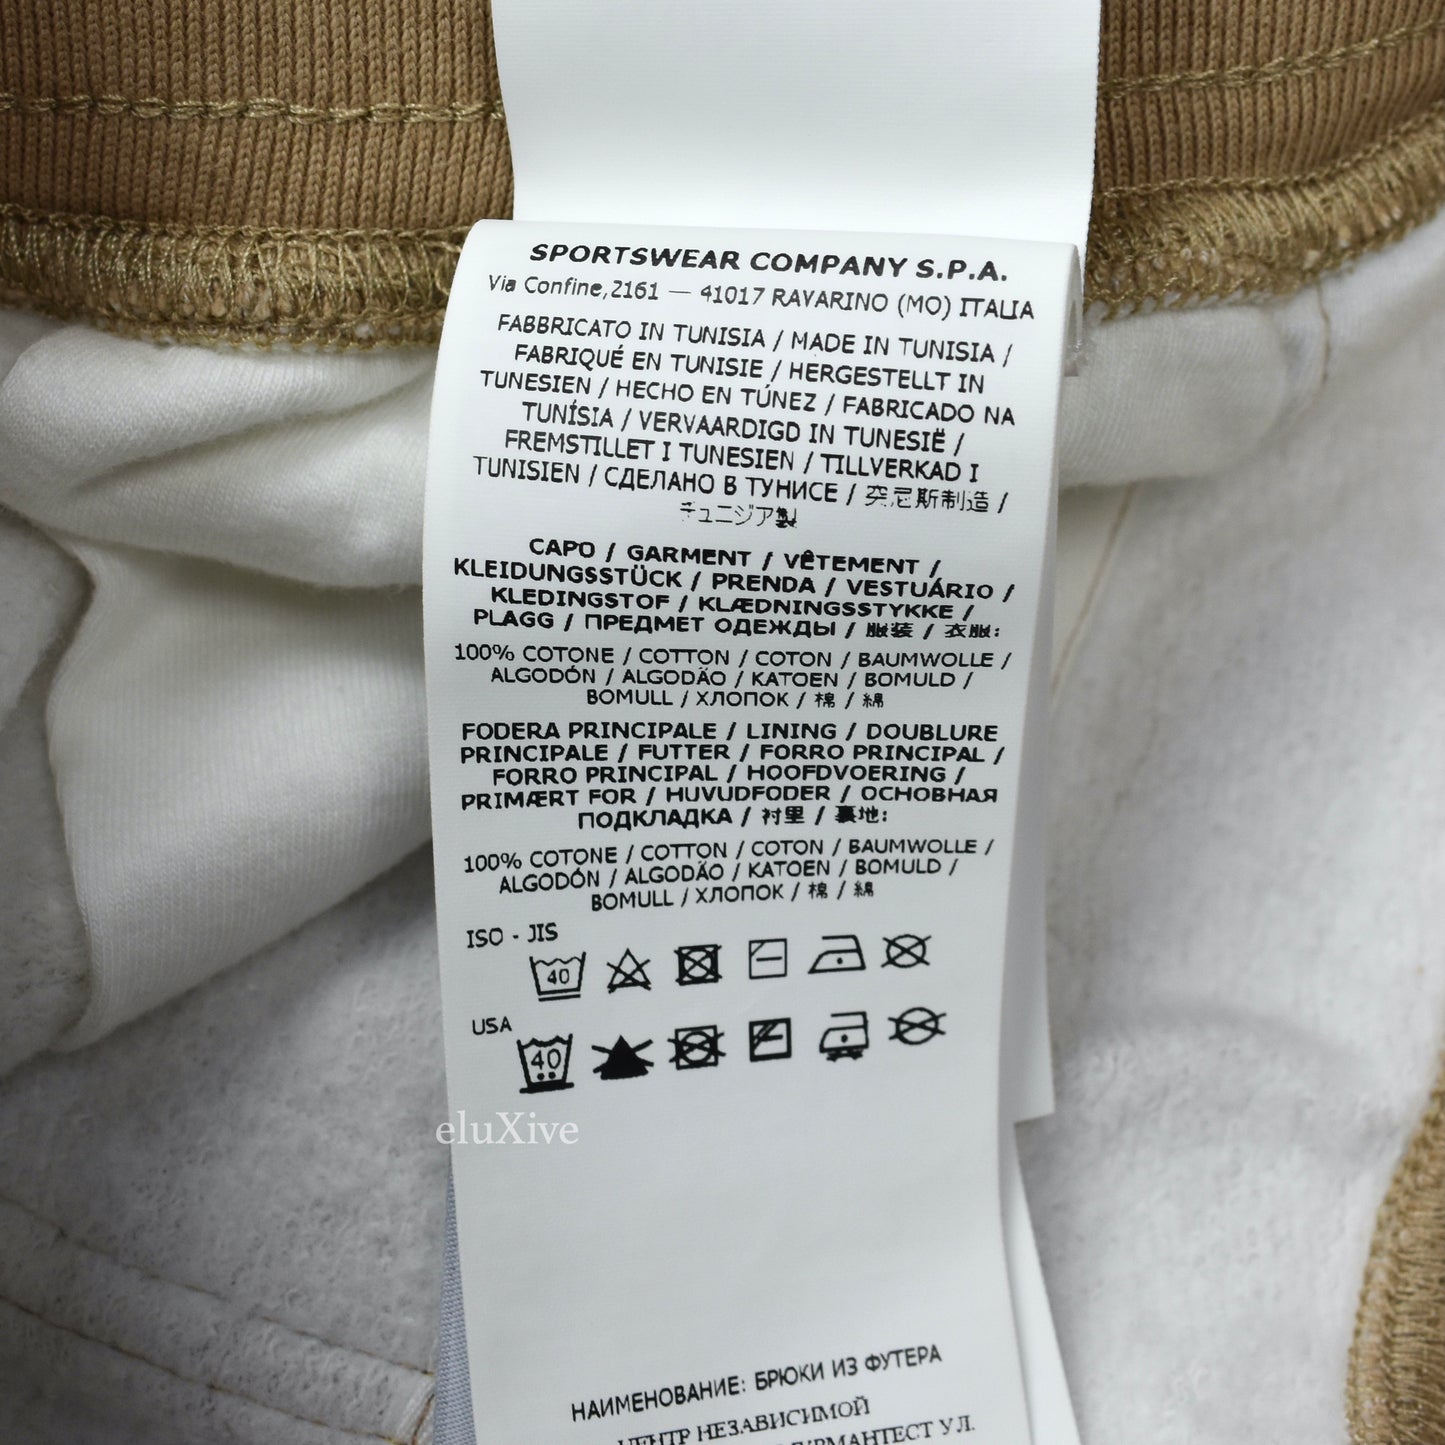 SPORTSWEAR COMPANY S.P.A.
Via Confine,2161 — 41017 RAVARINO (MO) ITALIA
FABBRICATO IN TUNISIA / MADE IN TUNISIA /
FABRIQUÉ EN TUNISIE / HERGESTELLT IN
TUNESIEN / HECHO EN TÚNEZ / FABRICADO NA
TUNÍSIA / VERVAARDIGD IN TUNESIË /
FREMSTILLET I TUNESIEN / TILLVERKAD I
TUNISIEN / СДЕЛАНО В ТУНИСЕ / 突尼斯制造 /
チュニジア製
CAPO / GARMENT / VÊTEMENT /
KLEIDUNGSSTÜCK / PRENDA / VESTUÁRIO /
KLEDINGSTOF / KLÆDNINGSSTYKKE /
PLAGG / ПРЕДМЕТ ОДЕЖДЫ / 服装 / 衣服:
100% COTONE / COTTON / COTON / BAUMWOLLE /
ALGODÓN / ALGODÃO / KATOEN / BOMULD /
BOMULL / ХЛОПОК / 棉 / 綿
FODERA PRINCIPALE / LINING / DOUBLURE
PRINCIPALE / FUTTER / FORRO PRINCIPAL /
FORRO PRINCIPAL / HOOFDVOERING /
PRIMÆRT FOR / HUVUDFODER / ОСНОВНАЯ
ПОДКЛАДКА / 衬里 / 裏地:
100% COTONE / COTTON / COTON / BAUMWOLLE /
ALGODÓN / ALGODÃO / KATOEN / BOMULD /
BOMULL / ХЛОПОК / 棉 / 綿
ISO - JIS
40
USA
40
eluXive
НАИМЕНОВАНИЕ: БРЮКИ ИЗ ФУТЕРА
ЦЕНТР НЕЗАВИСИМОЙ
УЛ.